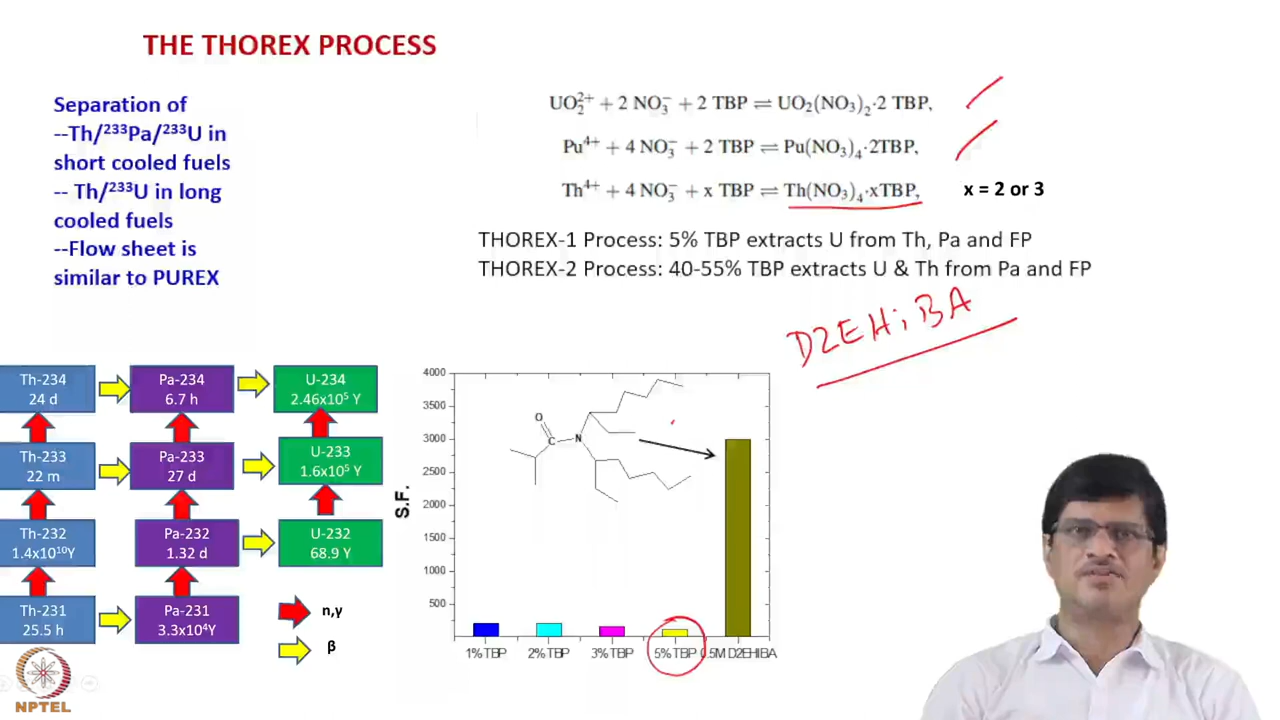 THE THOREX PROCESS
Separation of
--Th/²³³Pa/²³³U in
short cooled fuels
-- Th/²³³U in long
cooled fuels
--Flow sheet is
similar to PUREX
UO₂²⁺ + 2 NO₃⁻ + 2 TBP ⇌ UO₂(NO₃)₂·2 TBP,
Pu⁴⁺ + 4 NO₃⁻ + 2 TBP ⇌ Pu(NO₃)₄·2TBP,
Th⁴⁺ + 4 NO₃⁻ + x TBP ⇌ Th(NO₃)₄·xTBP, x = 2 or 3
THOREX-1 Process: 5% TBP extracts U from Th, Pa and FP
THOREX-2 Process: 40-55% TBP extracts U & Th from Pa and FP
D2EHiBA
Th-234
24 d
Pa-234
6.7 h
U-234
2.46x10⁵ Y
Th-233
22 m
Pa-233
27 d
U-233
1.6x10⁵ Y
Th-232
1.4x10¹⁰Y
Pa-232
1.32 d
U-232
68.9 Y
Th-231
25.5 h
Pa-231
3.3x10⁴Y
n,γ
β
S.F.
4000
3500
3000
2500
2000
1500
1000
500
O
C
N
1%TBP 2%TBP 3%TBP 5%TBP 0.5M D2EHIBA
NPTEL